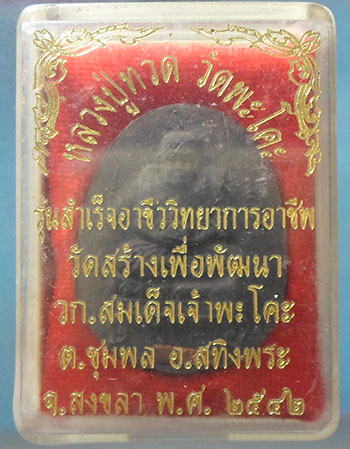 หลวงปู่ทวด วัดพะโคะ
รุ่นสำเร็จอาชีววิทยาการอาชีพ
วัดสร้างเพื่อพัฒนา
วก.สมเด็จเจ้าพะโคะ
ต.ชุมพล อ.สทิงพระ
จ.สงขลา พ.ศ. ๒๕๔๒